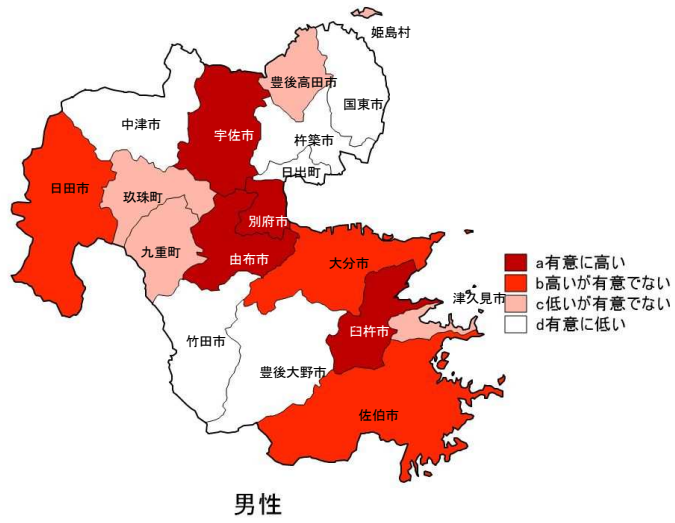 姫島村
豊後高田市
国東市
中津市
宇佐市
杵築市
日出町
日田市
玖珠町
別府市
九重町
由布市
大分市
a有意に高い
b高いが有意でない
c低いが有意でない
d有意に低い
津久見市
臼杵市
竹田市
豊後大野市
佐伯市
男性